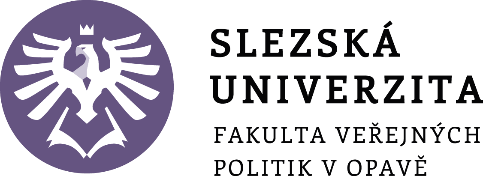 SLEZSKÁ
UNIVERZITA
FAKULTA VEŘEJNÝCH
POLITIK V OPAVĚ